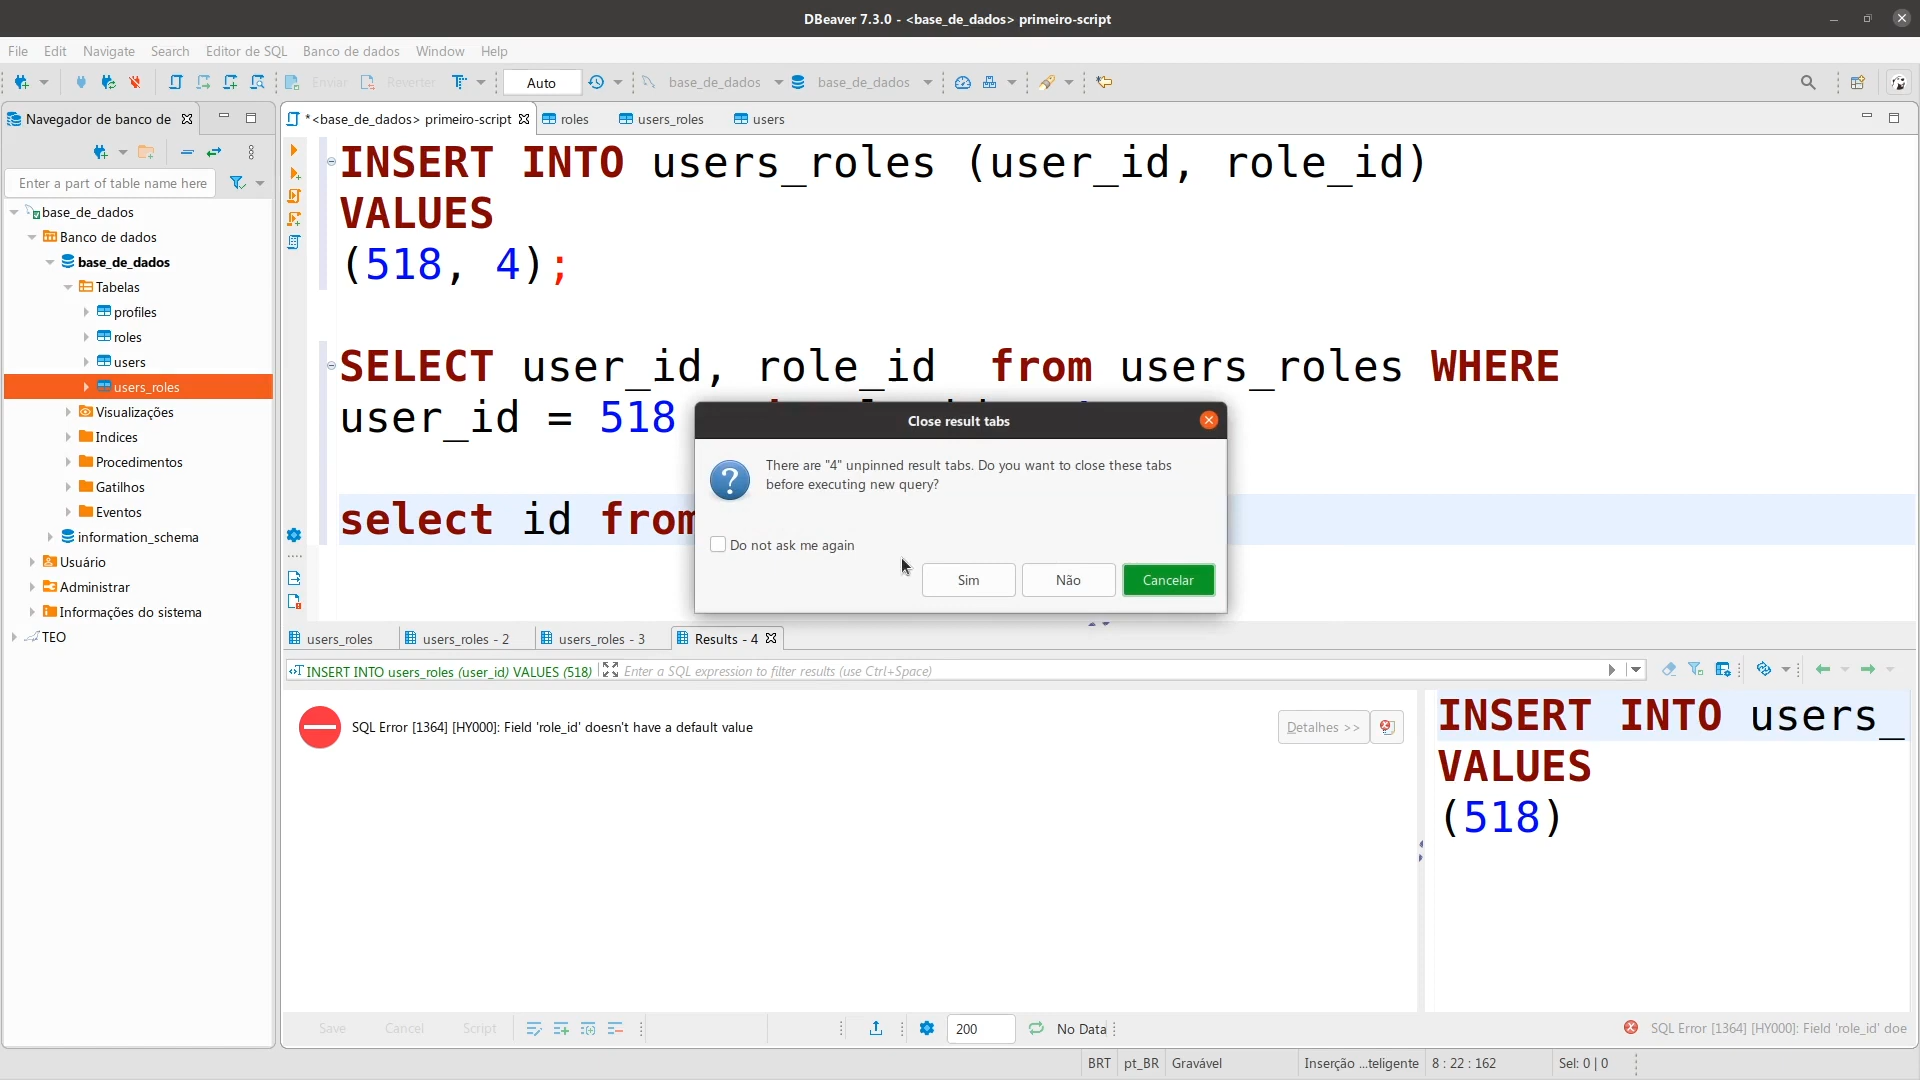 DBeaver 7.3.0 - <base_de_dados> primeiro-script
File Edit Navigate Search Editor de SQL Banco de dados Window Help
Enviar Reverter Auto base_de_dados base_de_dados
Navegador de banco de
*<base_de_dados> primeiro-script roles users_roles users
Enter a part of table name here
base_de_dados
Banco de dados
base_de_dados
Tabelas
profiles
roles
users
users_roles
Visualizações
Indices
Procedimentos
Gatilhos
Eventos
information_schema
Usuário
Administrar
Informações do sistema
TEO
INSERT INTO users_roles (user_id, role_id)
VALUES
(518, 4);
SELECT user_id, role_id from users_roles WHERE
user_id = 518
select id from
Close result tabs
There are "4" unpinned result tabs. Do you want to close these tabs
before executing new query?
Do not ask me again
Sim Não Cancelar
users_roles users_roles - 2 users_roles - 3 Results - 4
INSERT INTO users_roles (user_id) VALUES (518) Enter a SQL expression to filter results (use Ctrl+Space)
SQL Error [1364] [HY000]: Field 'role_id' doesn't have a default value
Detalhes >>
INSERT INTO users_
VALUES
(518)
Save Cancel Script 200 No Data SQL Error [1364] [HY000]: Field 'role_id' doe
BRT pt_BR Gravável Inserção ...teligente 8 : 22 : 162 Sel: 0 | 0